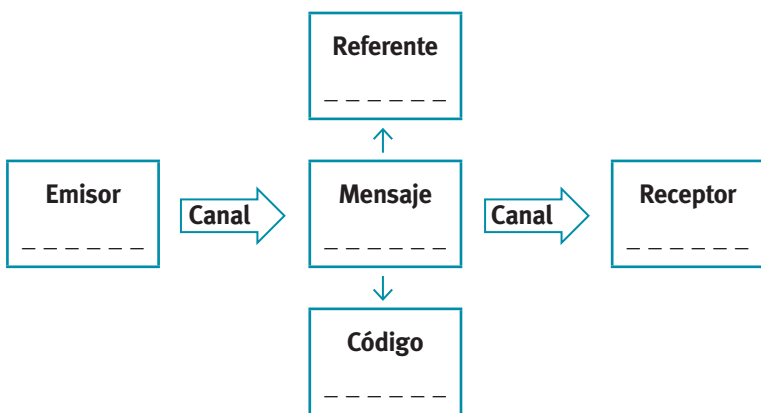 Referente
_ _ _ _ _ _
Emisor
_ _ _ _ _ _
Canal
Mensaje
_ _ _ _ _ _
Canal
Receptor
_ _ _ _ _ _
Código
_ _ _ _ _ _